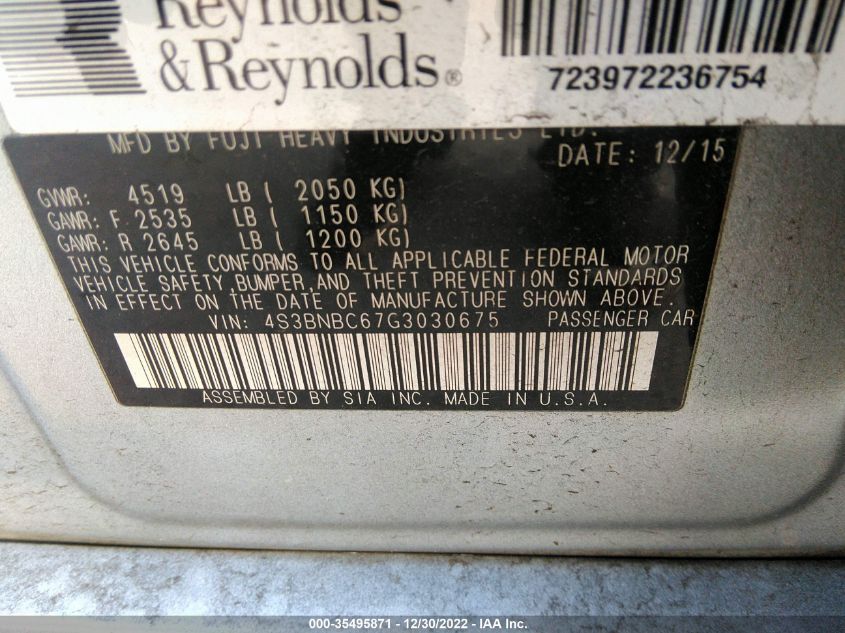 Reynolds
& Reynolds®
723972236754
MFD BY FUJI HEAVY INDUSTRIES LTD.
DATE: 12/15
GVWR: 4519 LB ( 2050 KG)
GAWR: F 2535 LB ( 1150 KG)
GAWR: R 2645 LB ( 1200 KG)
THIS VEHICLE CONFORMS TO ALL APPLICABLE FEDERAL MOTOR
VEHICLE SAFETY, BUMPER, AND THEFT PREVENTION STANDARDS
IN EFFECT ON THE DATE OF MANUFACTURE SHOWN ABOVE.
VIN: 4S3BNBC67G3030675 PASSENGER CAR
ASSEMBLED BY SIA INC. MADE IN U.S.A.
000-35495871 - 12/30/2022 - IAA Inc.